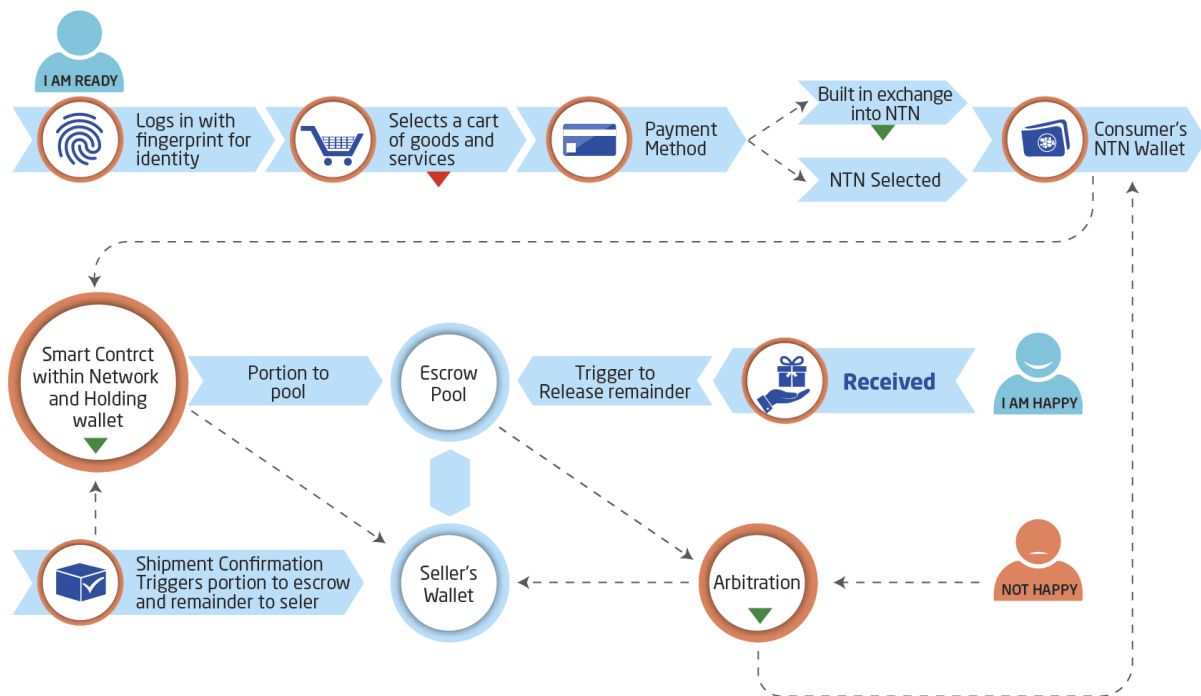 I AM READY
Logs in with
fingerprint for
identity
Selects a cart
of goods and
services
Payment
Method
Built in exchange
into NTN
NTN Selected
Consumer's
NTN Wallet
Smart Contrct
within Network
and Holding
wallet
Portion to
pool
Escrow
Pool
Trigger to
Release remainder
Received
I AM HAPPY
Shipment Confirmation
Triggers portion to escrow
and remainder to seler
Seller's
Wallet
Arbitration
NOT HAPPY